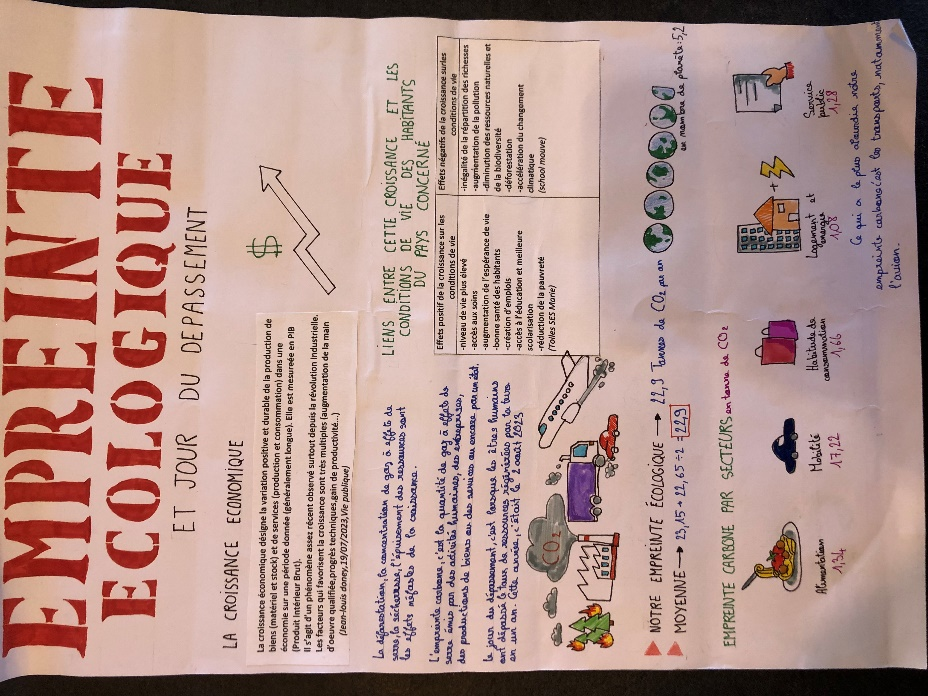 EMPREINTE
ECOLOGIQUE
ET JOUR DU DEPASSEMENT
LA CROISSANCE ECONOMIQUE
La croissance économique désigne la variation positive et durable de la production de
biens (matériel et stock) et de services (production et consommation) dans une
économie sur une période donnée (généralement longue). Elle est mesureée en PIB
(Produit Intérieur Brut).
Il s'agit d'un phénomène assez récent observé surtout depuis la révolution Industrielle.
Les facteurs qui favorisent la croissance sont très multiples (augmentation de la main
d'oeuvre qualifiée,progrès techniques,gain de productivité...)
(Jean-louis doney,19/07/2023,Vie publique)
$
La déforestation, la concentration de gaz à effets de
serre, la sécheresse, l'épuisement des ressources sont
les effets néfastes de la croissance.
L'empreinte carbone, c'est la quantité de gaz à effets de
serre émis par des activités humaines, des entreprises,
des productions de biens ou des services ou encore par un état.
Le jour du dépassement, c'est lorsque les êtres humains
ont dépassé le taux de ressources régénérées par la terre
en un an. Cette année, c'était le 2 août 2023
CO2
LIENS ENTRE CETTE CROISSANCE ET LES
CONDITIONS DE VIE DES HABITANTS
DU PAYS CONCERNÉ
Effets positif de la croissance sur les
conditions de vie
-niveau de vie plus élevé
-accès aux soins
-augmentation de l'espérance de vie
-bonne santé des habitants
-création d'emplois
-accès à l'éducation et meilleure
scolarisation
-réduction de la pauvreté
(Toiles SES Marie)
Effets négatifs de la croissance surles
conditions de vie
-inégalité de la répartition des richesses
-augmentation de la pollution
-diminution des ressources naturelles et
de la biodiversité
-déforestation
-accélération du changement
climatique
(school mouve)
NOTRE EMPREINTE ÉCOLOGIQUE → 22,9 Tonnes de CO2 par an
MOYENNE → 23,15 + 22,65 ÷ 2 = 22,9
en nombre de planète: 5,2
EMPREINTE CARBONE PAR SECTEURS en tonne de CO2
Alimentation
1,34
Mobilité
17,22
Habitude de
consommation
1,66
+
Logement et
énergie
1,08
Service
public
1,28
Ce qui a le plus alourdie notre
empreinte carbone c'est les transports, notamment
l'avion.